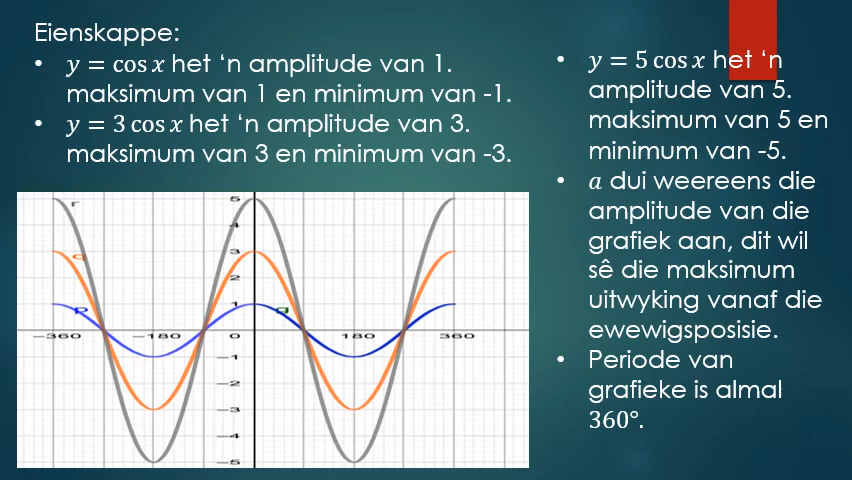 Eienskappe:
• y = cos x het ‘n amplitude van 1.
maksimum van 1 en minimum van -1.
• y = 3 cos x het ‘n amplitude van 3.
maksimum van 3 en minimum van -3.
r
5
4
3
q
2
1
p
g
−360
−180
0
180
360
−1
−2
−3
−4
−5
• y = 5 cos x het ‘n
amplitude van 5.
maksimum van 5 en
minimum van -5.
• a dui weereens die
amplitude van die
grafiek aan, dit wil
sê die maksimum
uitwyking vanaf die
ewewigsposisie.
• Periode van
grafieke is almal
360°.